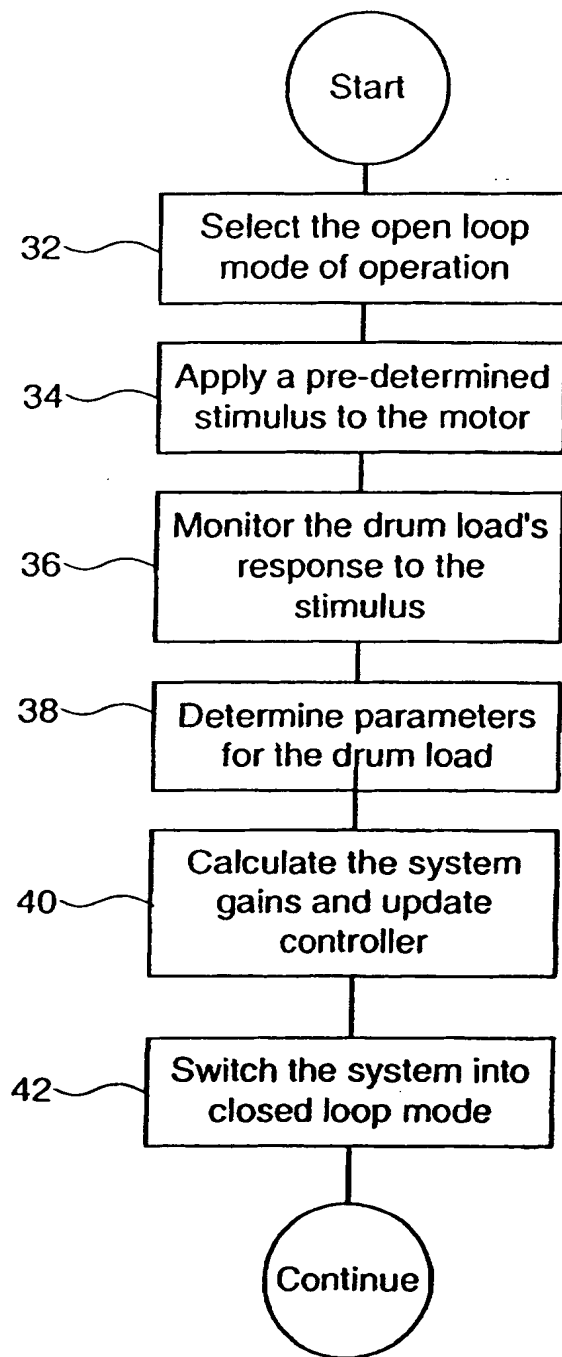 Start
32
Select the open loop
mode of operation
34
Apply a pre-determined
stimulus to the motor
36
Monitor the drum load's
response to the
stimulus
38
Determine parameters
for the drum load
40
Calculate the system
gains and update
controller
42
Switch the system into
closed loop mode
Continue